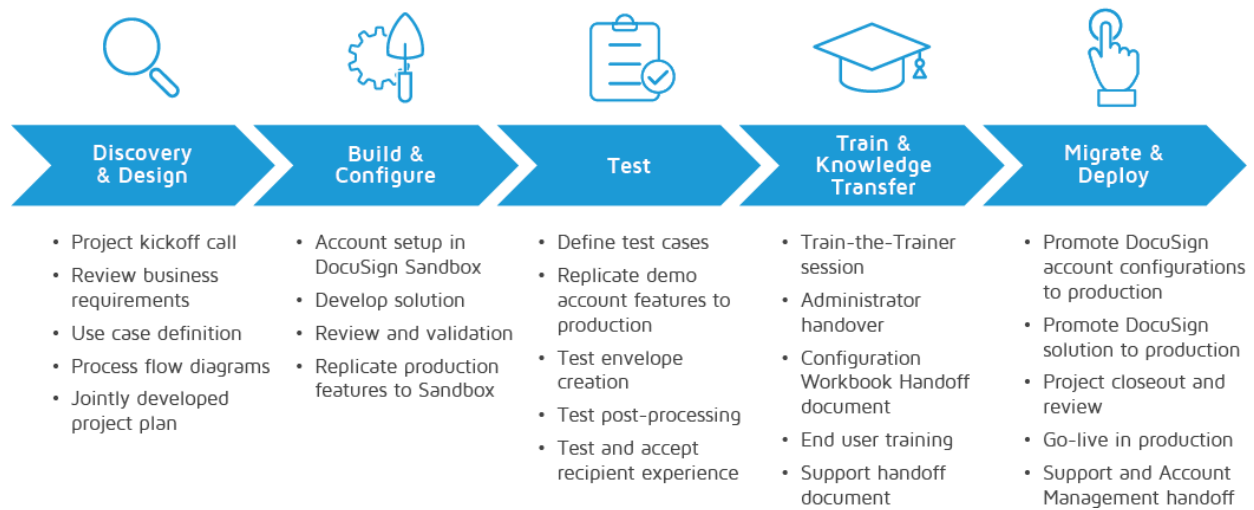 Discovery
& Design
Build &
Configure
Test
Train &
Knowledge
Transfer
Migrate &
Deploy
• Project kickoff call
• Review business
requirements
• Use case definition
• Process flow diagrams
• Jointly developed
project plan
• Account setup in
DocuSign Sandbox
• Develop solution
• Review and validation
• Replicate production
features to Sandbox
• Define test cases
• Replicate demo
account features to
production
• Test envelope
creation
• Test post-processing
• Test and accept
recipient experience
• Train-the-Trainer
session
• Administrator
handover
• Configuration
Workbook Handoff
document
• End user training
• Support handoff
document
• Promote DocuSign
account configurations
to production
• Promote DocuSign
solution to production
• Project closeout and
review
• Go-live in production
• Support and Account
Management handoff